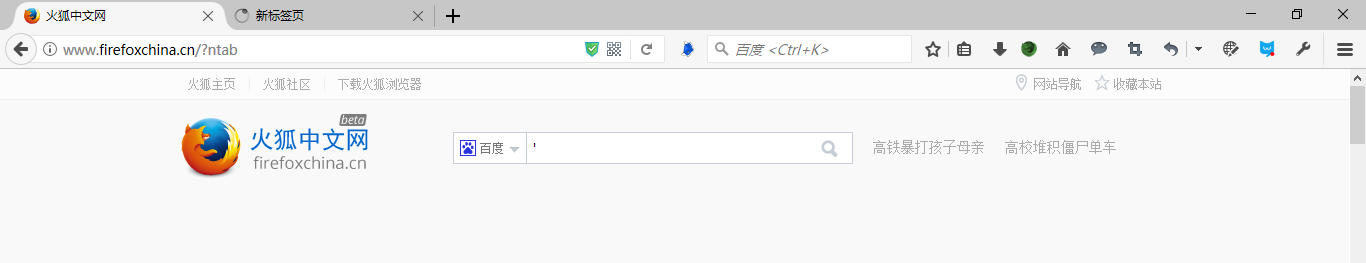 火狐中文网 新标签页
www.firefoxchina.cn/?ntab 百度 <Ctrl+K>
火狐主页 火狐社区 下载火狐浏览器 网站导航 收藏本站
beta
火狐中文网
firefoxchina.cn
百度 ' 高铁暴打孩子母亲 高校堆积僵尸单车